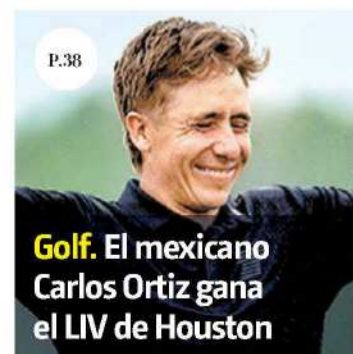 P.38
Golf. El mexicano
Carlos Ortiz gana
el LIV de Houston